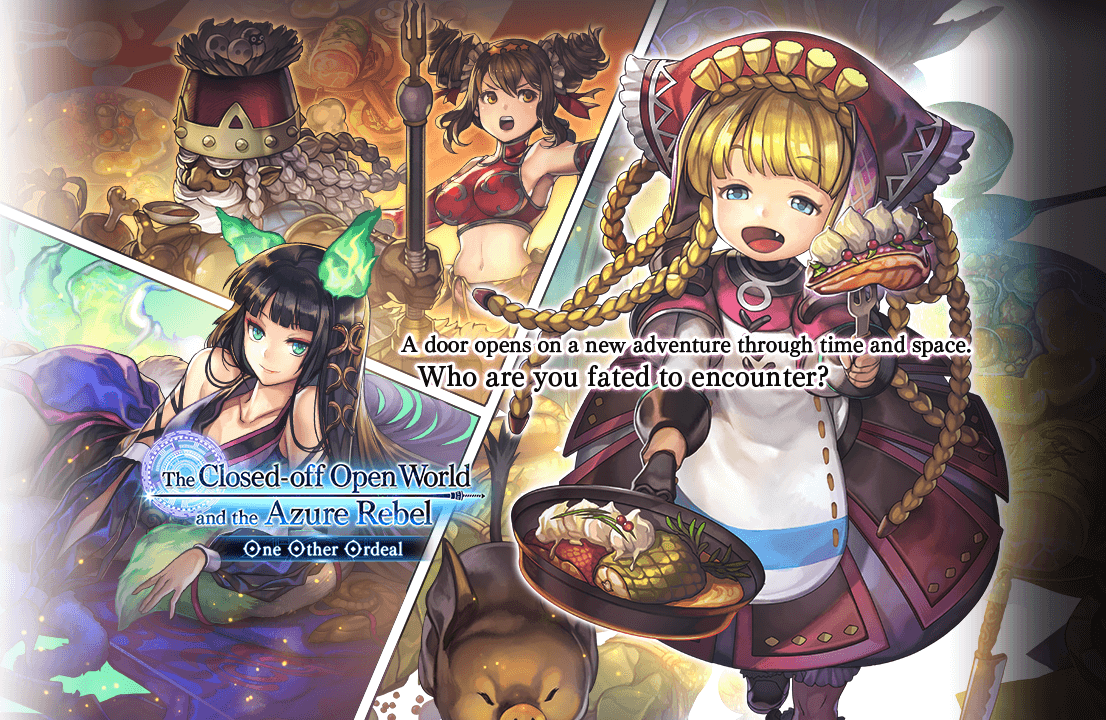 A door opens on a new adventure through time and space.
Who are you fated to encounter?
The Closed-off Open World
and the Azure Rebel
One Other Ordeal